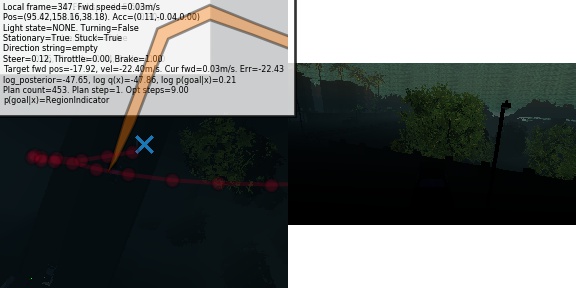 Local frame=347. Fwd speed=0.03m/s
Pos=(95.42,158.16,38.18). Acc=(0.11,-0.04,0.00)
Light state=NONE. Turning=False
Stationary=True. Stuck=True
Direction string=empty
Steer=0.12, Throttle=0.00, Brake=1.00
Target fwd pos=-17.92, vel=-22.40m/s. Cur fwd=0.03m/s. Err=-22.43
log_posterior=-47.65, log q(x)=-47.86, log p(goal|x)=0.21
Plan count=453. Plan step=1. Opt steps=9.00
p(goal|x)=RegionIndicator